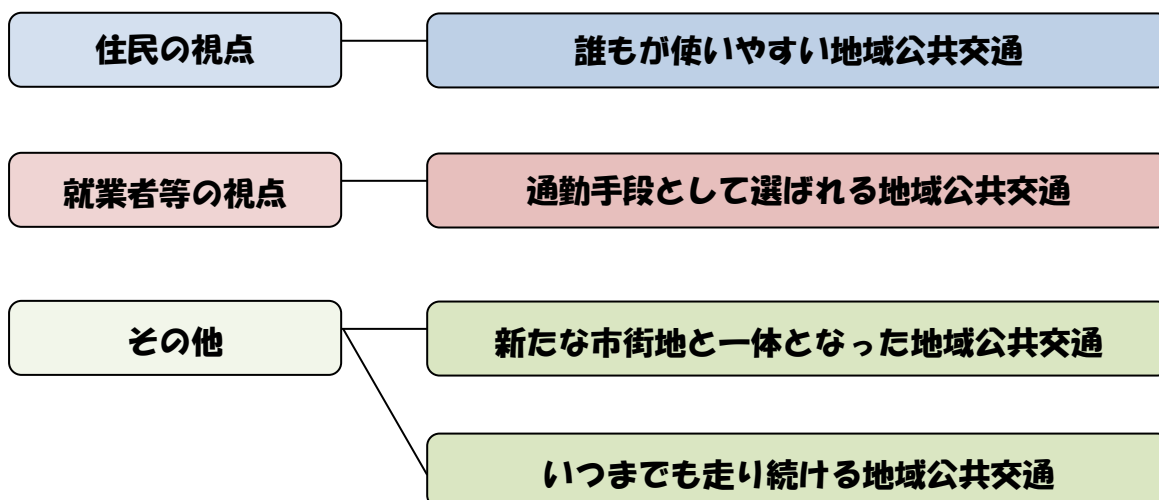 住民の視点
誰もが使いやすい地域公共交通
就業者等の視点
通勤手段として選ばれる地域公共交通
その他
新たな市街地と一体となった地域公共交通
いつまでも走り続ける地域公共交通